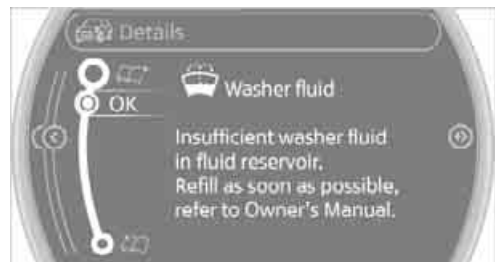 Details
Washer fluid
OK
Insufficient washer fluid
in fluid reservoir.
Refill as soon as possible,
refer to Owner's Manual.